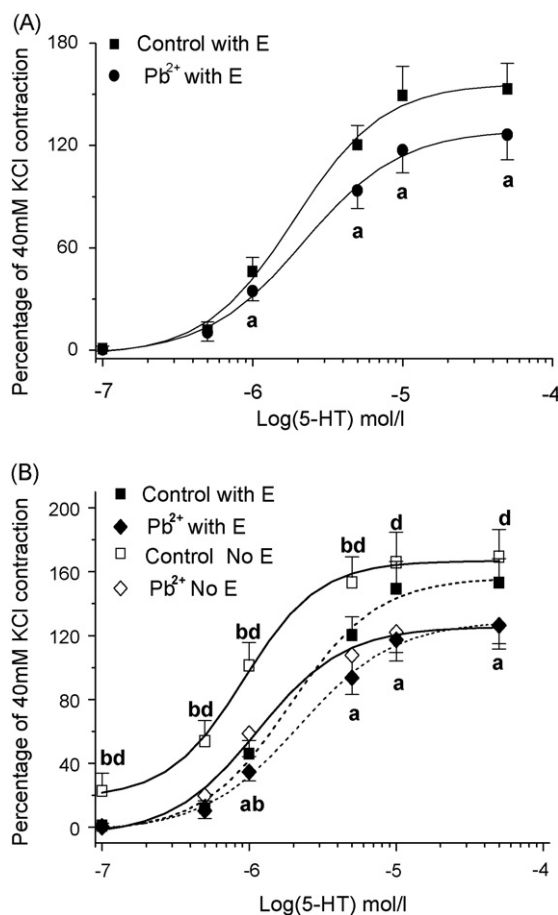 (A)
Control with E
Pb²⁺ with E
Percentage of 40mM KCl contraction
180
120
60
0
a
a
a
a
-7
-6
-5
-4
Log(5-HT) mol/l
(B)
Control with E
Pb²⁺ with E
Control No E
Pb²⁺ No E
Percentage of 40mM KCl contraction
200
160
120
80
40
0
bd
bd
bd
bd
d
d
ab
a
a
a
-7
-6
-5
-4
Log(5-HT) mol/l